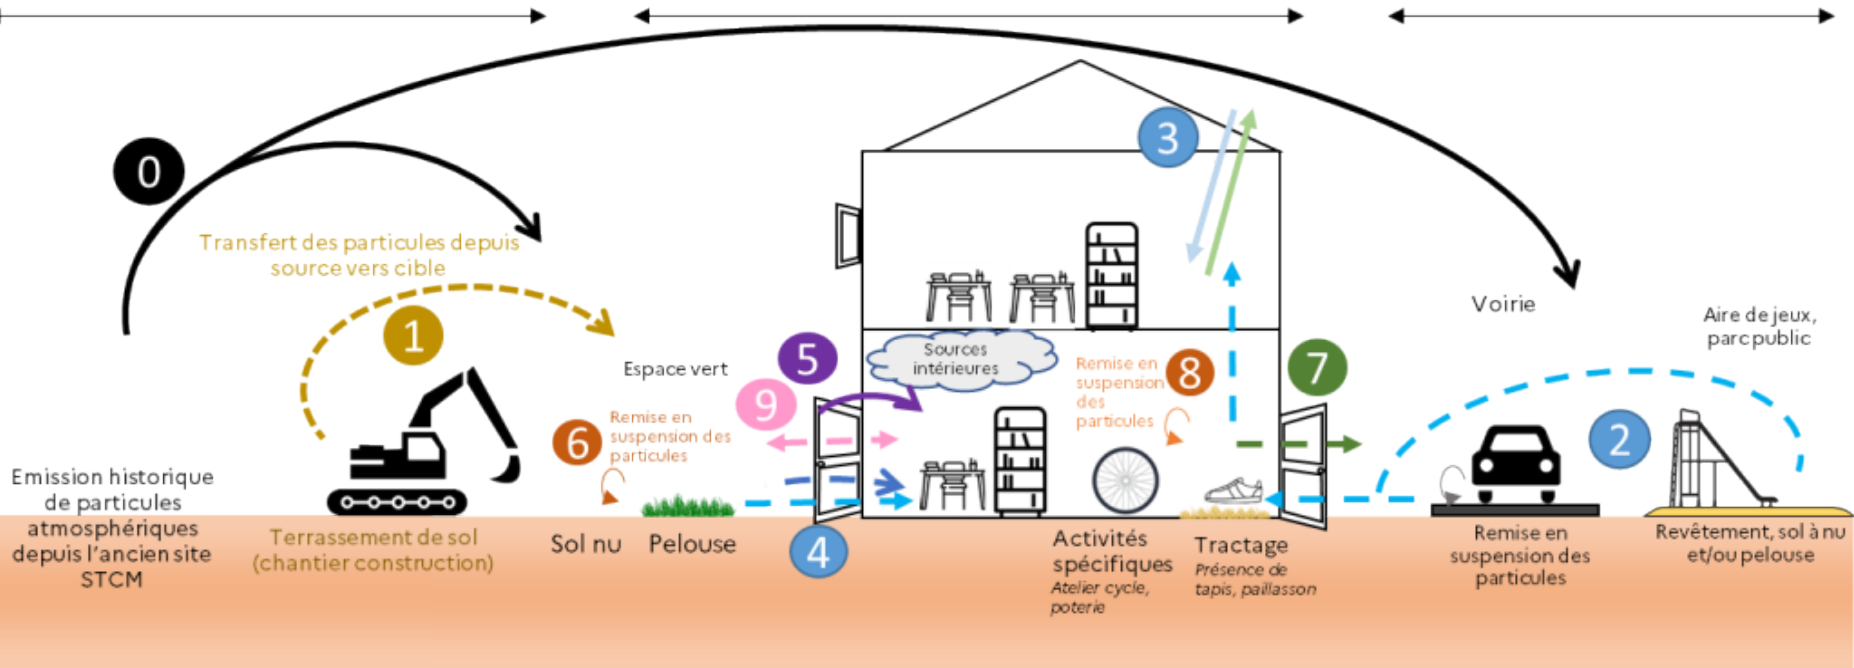 0
Transfert des particules depuis
source vers cible
1
3
Emission historique
de particules
atmosphériques
depuis l'ancien site
STCM
Terrassement de sol
(chantier construction)
6
Remise en
suspension des
particules
Espace vert
Sol nu
Pelouse
5
9
4
Sources
intérieures
Remise en
suspension
des
particules
8
7
Activités
spécifiques
Atelier cycle,
poterie
Tractage
Présence de
tapis, paillasson
Voirie
2
Aire de jeux,
parc public
Remise en
suspension des
particules
Revêtement, sol à nu
et/ou pelouse